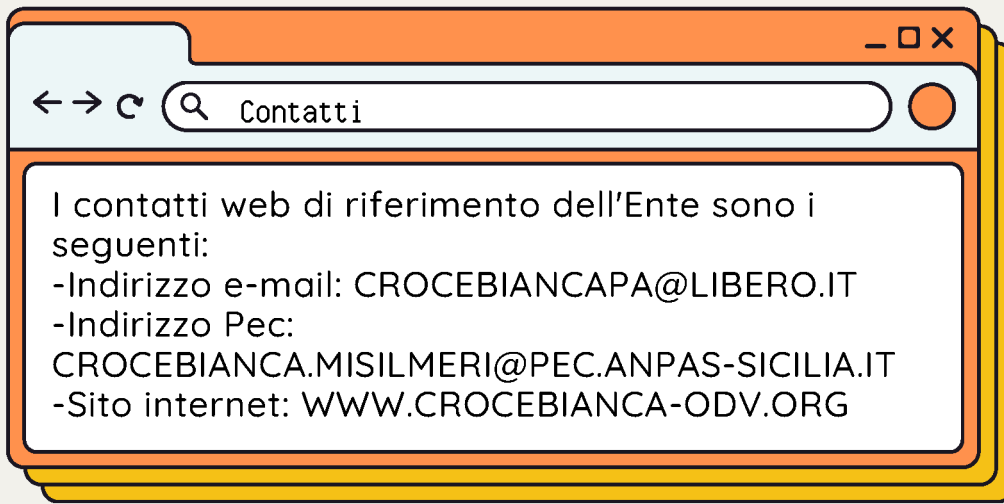 Contatti
I contatti web di riferimento dell'Ente sono i
seguenti:
-Indirizzo e-mail: CROCEBIANCAPA@LIBERO.IT
-Indirizzo Pec:
CROCEBIANCA.MISILMERI@PEC.ANPAS-SICILIA.IT
-Sito internet: WWW.CROCEBIANCA-ODV.ORG